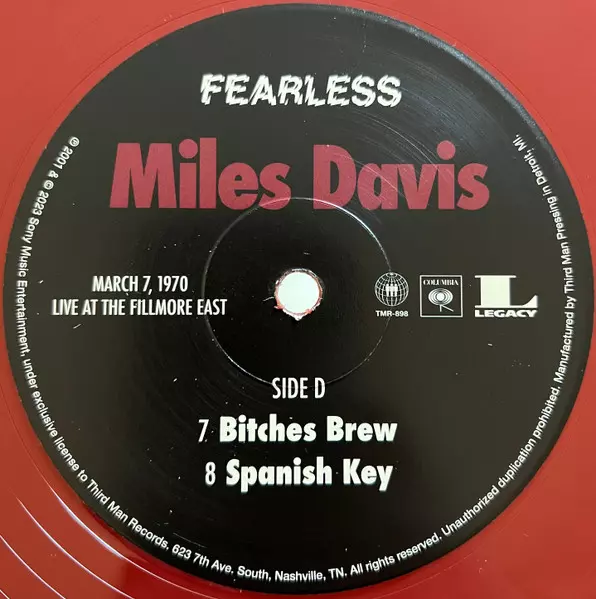 FEARLESS
Miles Davis
MARCH 7, 1970
LIVE AT THE FILLMORE EAST
TMR-898
COLUMBIA
L
LEGACY
SIDE D
7 Bitches Brew
8 Spanish Key
℗ 2001 & © 2023 Sony Music Entertainment, under exclusive license to Third Man Records, 623 7th Ave. South, Nashville, TN. All rights reserved. Unauthorized duplication prohibited. Manufactured by Third Man Pressing in Detroit, MI.